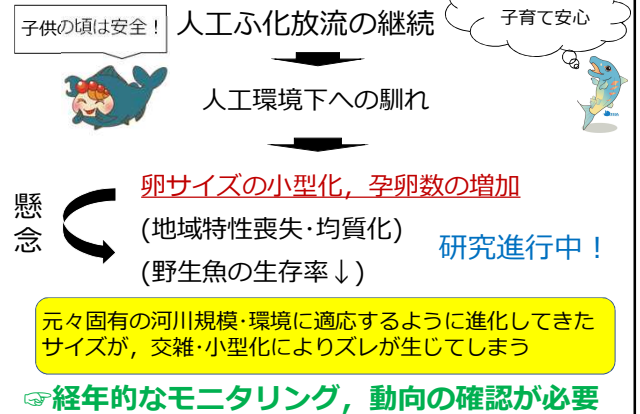 子供の頃は安全！
人工ふ化放流の継続
子育て安心
人工環境下への馴れ
懸念
卵サイズの小型化，孕卵数の増加
(地域特性喪失･均質化)
(野生魚の生存率↓)
研究進行中！
元々固有の河川規模･環境に適応するように進化してきた
サイズが，交雑･小型化によりズレが生じてしまう
☞経年的なモニタリング，動向の確認が必要